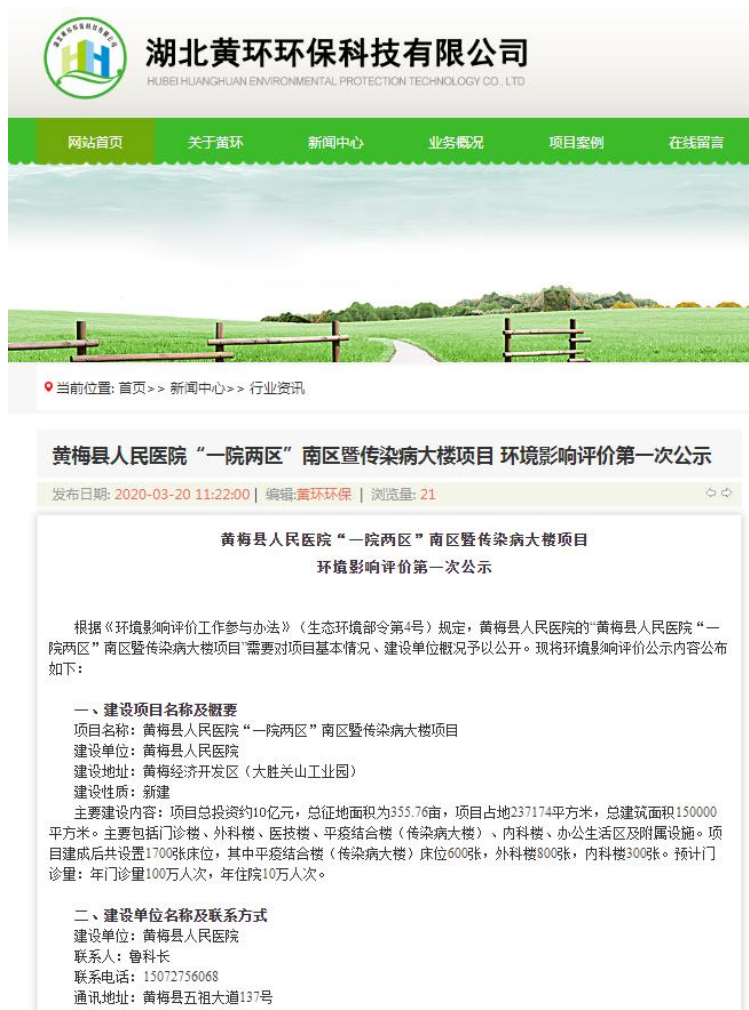 湖北黄环环保科技有限公司
HUBEI HUANGHUAN ENVIRONMENTAL PROTECTION TECHNOLOGY CO., LTD
网站首页 关于黄环 新闻中心 业务概况 项目案例 在线留言
当前位置: 首页>> 新闻中心>> 行业资讯
黄梅县人民医院“一院两区”南区暨传染病大楼项目 环境影响评价第一次公示
发布日期: 2020-03-20 11:22:00 | 编辑:黄环环保 | 浏览量: 21
黄梅县人民医院“一院两区”南区暨传染病大楼项目
环境影响评价第一次公示
根据《环境影响评价工作参与办法》（生态环境部令第4号）规定，黄梅县人民医院的“黄梅县人民医院“一
院两区”南区暨传染病大楼项目”需要对项目基本情况、建设单位概况予以公开。现将环境影响评价公示内容公布
如下：
一、建设项目名称及概要
项目名称：黄梅县人民医院“一院两区”南区暨传染病大楼项目
建设单位：黄梅县人民医院
建设地址：黄梅经济开发区（大胜关山工业园）
建设性质：新建
主要建设内容：项目总投资约10亿元，总征地面积为355.76亩，项目占地237174平方米，总建筑面积150000
平方米。主要包括门诊楼、外科楼、医技楼、平疫结合楼（传染病大楼）、内科楼、办公生活区及附属设施。项
目建成后共设置1700张床位，其中平疫结合楼（传染病大楼）床位600张，外科楼800张，内科楼300张。预计门
诊量：年门诊量100万人次，年住院10万人次。
二、建设单位名称及联系方式
建设单位：黄梅县人民医院
联系人：鲁科长
联系电话：15072756068
通讯地址：黄梅县五祖大道137号